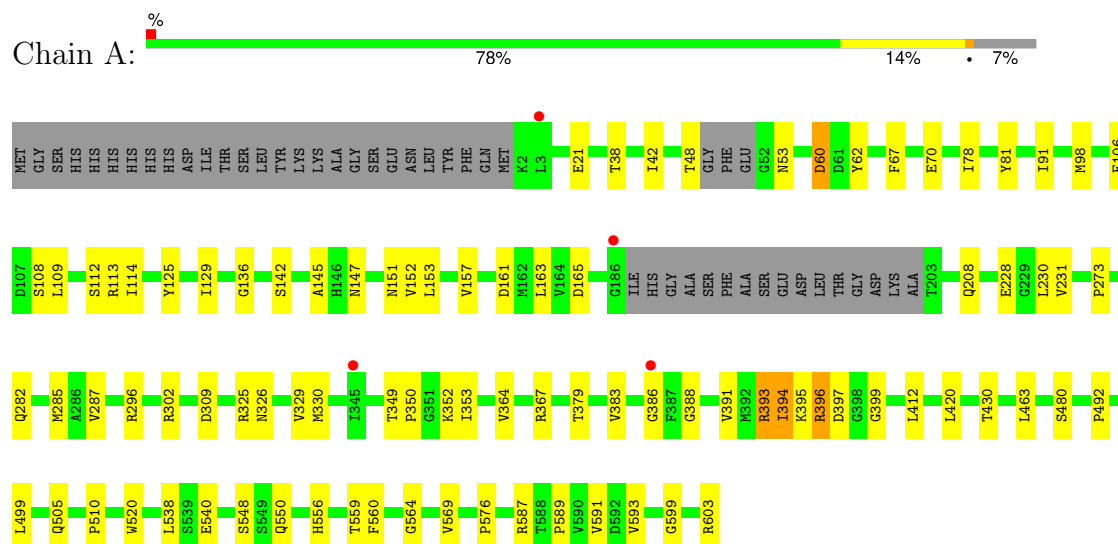 %
Chain A:
78% 14% • 7%
MET GLY SER HIS HIS HIS HIS HIS HIS ASP ILE THR SER LEU TYR LYS LYS ALA GLY SER GLU ASN LEU TYR PHE GLN MET K2 L3 E21 T38 I42 T48 GLY PHE GLU G52 N53 D60 D61 Y62 F67 E70 I78 Y81 I91 M98 E106
D107 S108 L109 S112 R113 I114 Y125 I129 G136 S142 A145 H146 N147 N151 V152 L153 V157 D161 M162 L163 V164 D165 G186 ILE HIS GLY ALA SER PHE ALA SER GLU ASP LEU THR GLY ASP LYS ALA T203 Q208 E228 G229 L230 V231 P273
Q282 M285 A286 V287 R296 R302 D309 R325 N326 V329 M330 I345 T349 P350 G351 K352 I353 V364 R367 T379 V383 G386 F387 G388 V391 M392 R393 I394 K395 R396 D397 G398 G399 L412 L420 T430 L463 S480 P492
L499 Q505 P510 W520 L538 S539 E540 S548 S549 Q550 H556 T559 F560 G564 V569 P576 R587 T588 P589 V590 V591 D592 V593 G599 R603